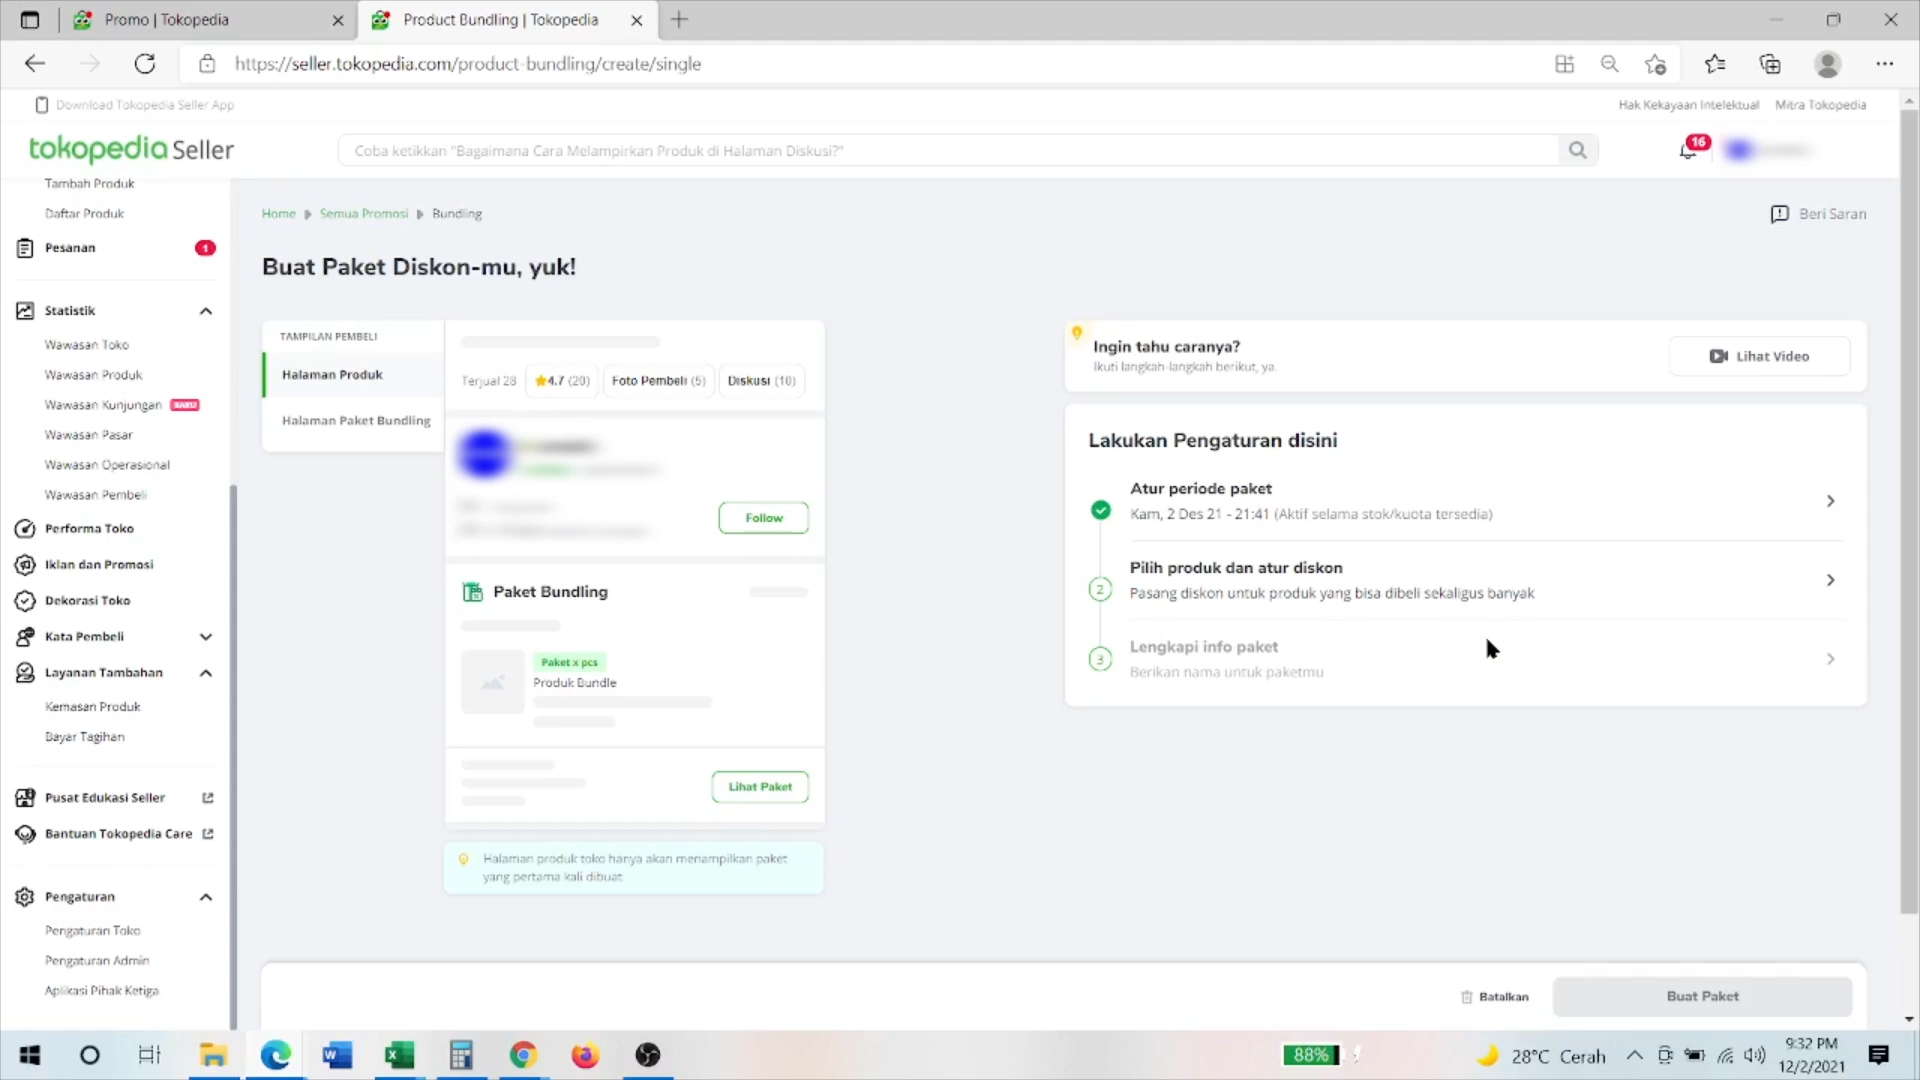 Promo | Tokopedia
Product Bundling | Tokopedia
https://seller.tokopedia.com/product-bundling/create/single
Download Tokopedia Seller App
Hak Kekayaan Intelektual
Mitra Tokopedia
tokopedia Seller
Coba ketikkan "Bagaimana Cara Melampirkan Produk di Halaman Diskusi?"
16
Tambah Produk
Daftar Produk
Pesanan
1
Statistik
Wawasan Toko
Wawasan Produk
Wawasan Kunjungan BARU
Wawasan Pasar
Wawasan Operasional
Wawasan Pembeli
Performa Toko
Iklan dan Promosi
Dekorasi Toko
Kata Pembeli
Layanan Tambahan
Kemasan Produk
Bayar Tagihan
Pusat Edukasi Seller
Bantuan Tokopedia Care
Pengaturan
Pengaturan Toko
Pengaturan Admin
Aplikasi Pihak Ketiga
Home
Semua Promosi
Bundling
Beri Saran
Buat Paket Diskon-mu, yuk!
TAMPILAN PEMBELI
Halaman Produk
Halaman Paket Bundling
Terjual 28
4.7 (20)
Foto Pembeli (5)
Diskusi (10)
Follow
Paket Bundling
Paket x pcs
Produk Bundle
Lihat Paket
Halaman produk toko hanya akan menampilkan paket
yang pertama kali dibuat
Ingin tahu caranya?
Ikuti langkah-langkah berikut, ya.
Lihat Video
Lakukan Pengaturan disini
Atur periode paket
Kam, 2 Des 21 - 21:41 (Aktif selama stok/kuota tersedia)
2
Pilih produk dan atur diskon
Pasang diskon untuk produk yang bisa dibeli sekaligus banyak
3
Lengkapi info paket
Berikan nama untuk paketmu
Batalkan
Buat Paket
88%
28°C Cerah
9:32 PM
12/2/2021